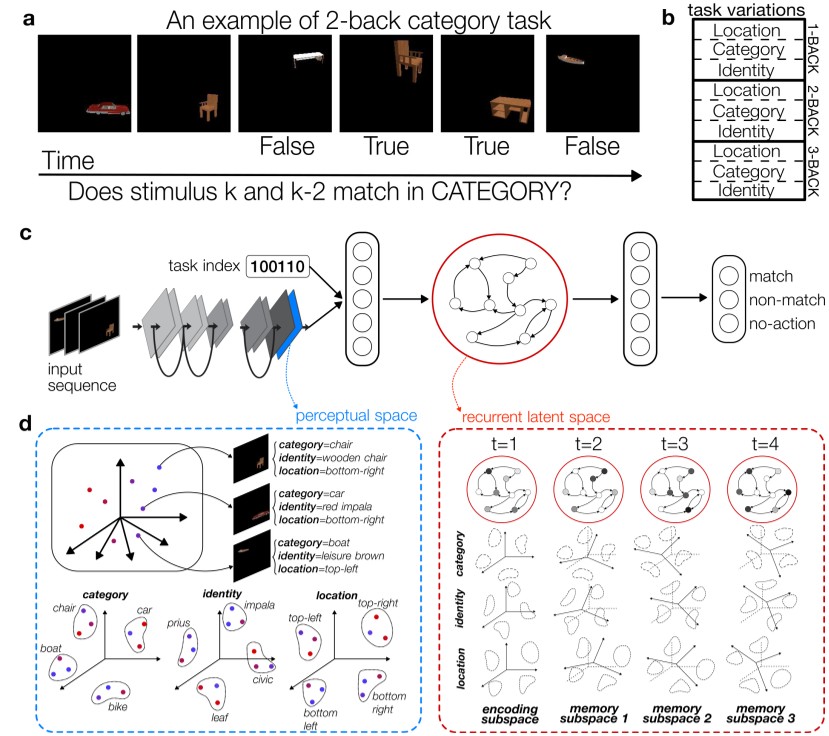 a
An example of 2-back category task
False
True
True
False
Time
Does stimulus k and k-2 match in CATEGORY?
b
task variations
Location
Category
Identity
1-BACK
Location
Category
Identity
2-BACK
Location
Category
Identity
3-BACK
c
task index
100110
input
sequence
match
non-match
no-action
perceptual space
recurrent latent space
d
category=chair
identity=wooden chair
location=bottom-right
category=car
identity=red impala
location=bottom-right
category=boat
identity=leisure brown
location=top-left
category
chair
car
boat
bike
identity
prius
impala
civic
leaf
location
top-left
top-right
bottom
left
bottom
right
t=1
t=2
t=3
t=4
category
identity
location
encoding
subspace
memory
subspace 1
memory
subspace 2
memory
subspace 3